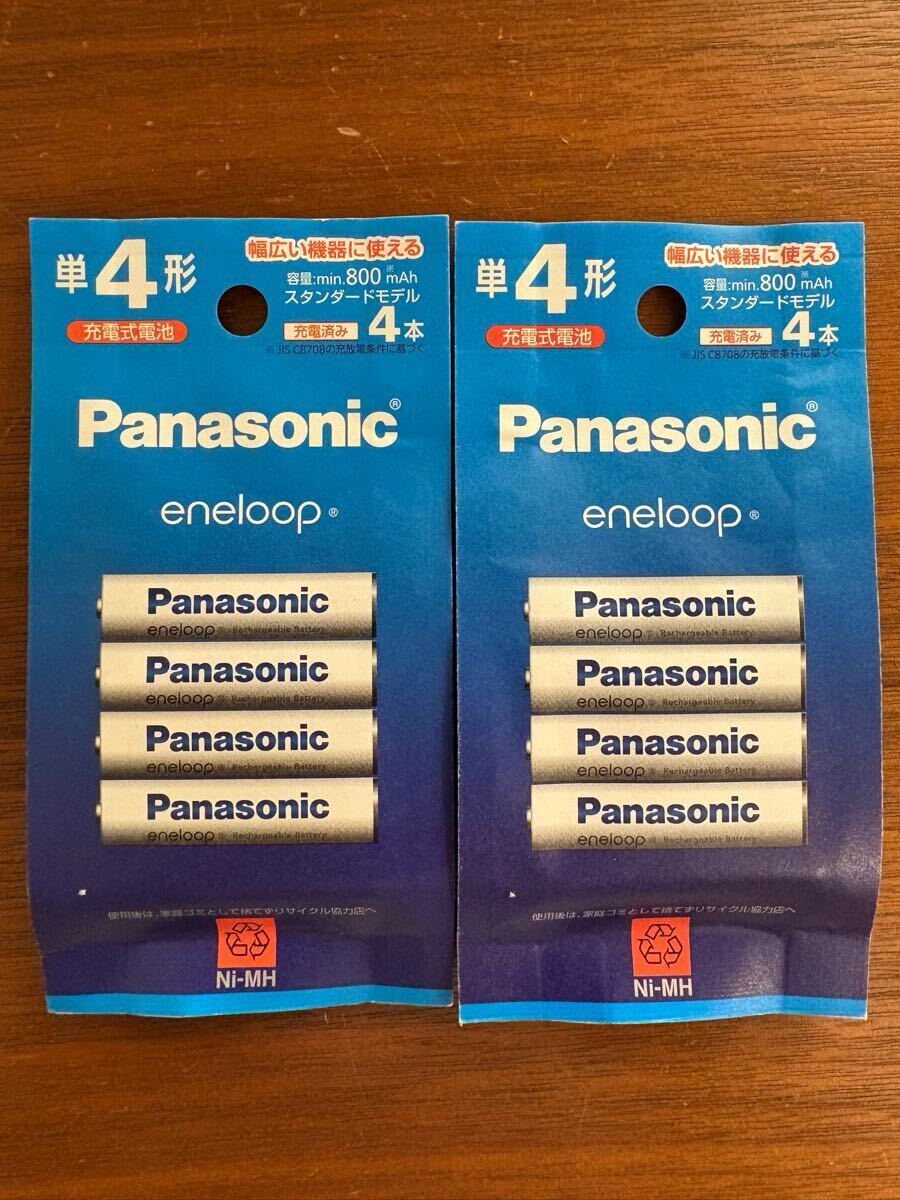 単4形
充電式電池
幅広い機器に使える
容量:min.800※mAh
スタンダードモデル
充電済み 4本
※JIS C8708の充放電条件に基づく
Panasonic®
eneloop®
Panasonic
eneloop® Rechargeable Battery
Panasonic
eneloop® Rechargeable Battery
Panasonic
eneloop® Rechargeable Battery
Panasonic
eneloop® Rechargeable Battery
使用後は、家庭ゴミとして捨てずリサイクル協力店へ
Ni-MH
単4形
充電式電池
幅広い機器に使える
容量:min.800※mAh
スタンダードモデル
充電済み 4本
※JIS C8708の充放電条件に基づく
Panasonic®
eneloop®
Panasonic
eneloop® Rechargeable Battery
Panasonic
eneloop® Rechargeable Battery
Panasonic
eneloop® Rechargeable Battery
Panasonic
eneloop® Rechargeable Battery
使用後は、家庭ゴミとして捨てずリサイクル協力店へ
Ni-MH